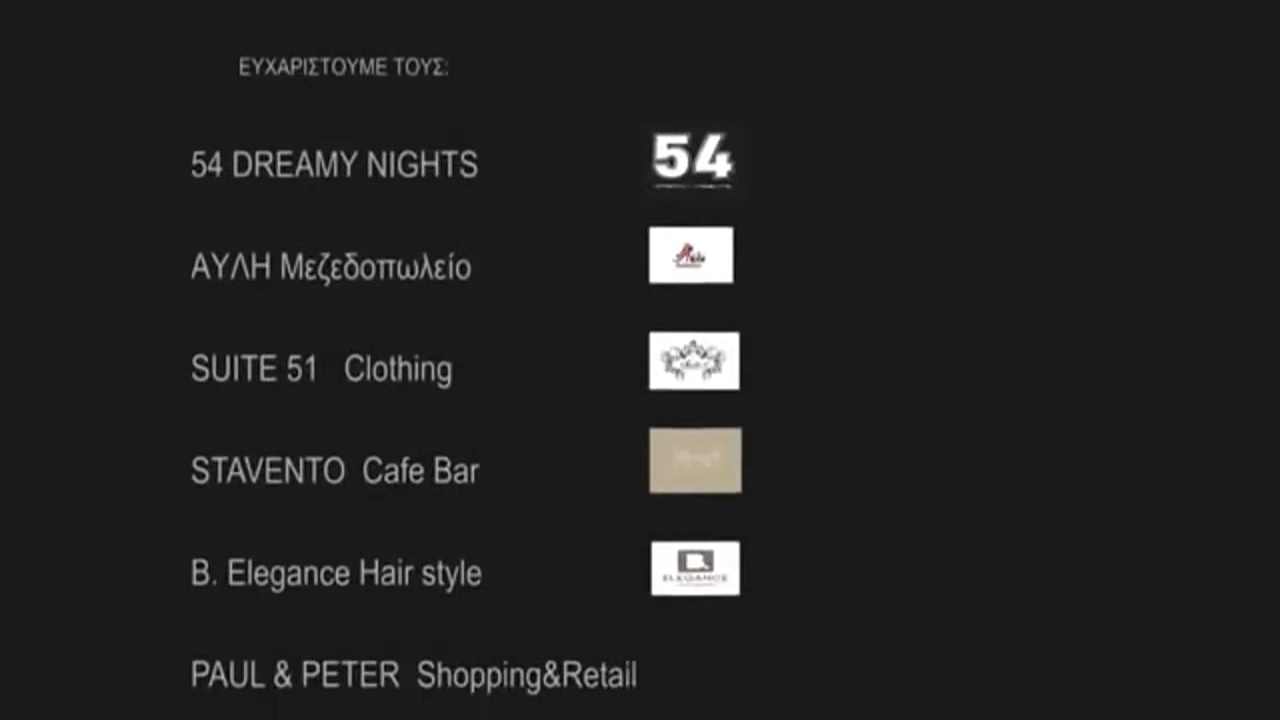 ΕΥΧΑΡΙΣΤΟΥΜΕ ΤΟΥΣ:
54 DREAMY NIGHTS
54
ΑΥΛΗ Μεζεδοπωλείο
SUITE 51 Clothing
STAVENTO Cafe Bar
B. Elegance Hair style
ELEGANCE
PAUL & PETER Shopping&Retail